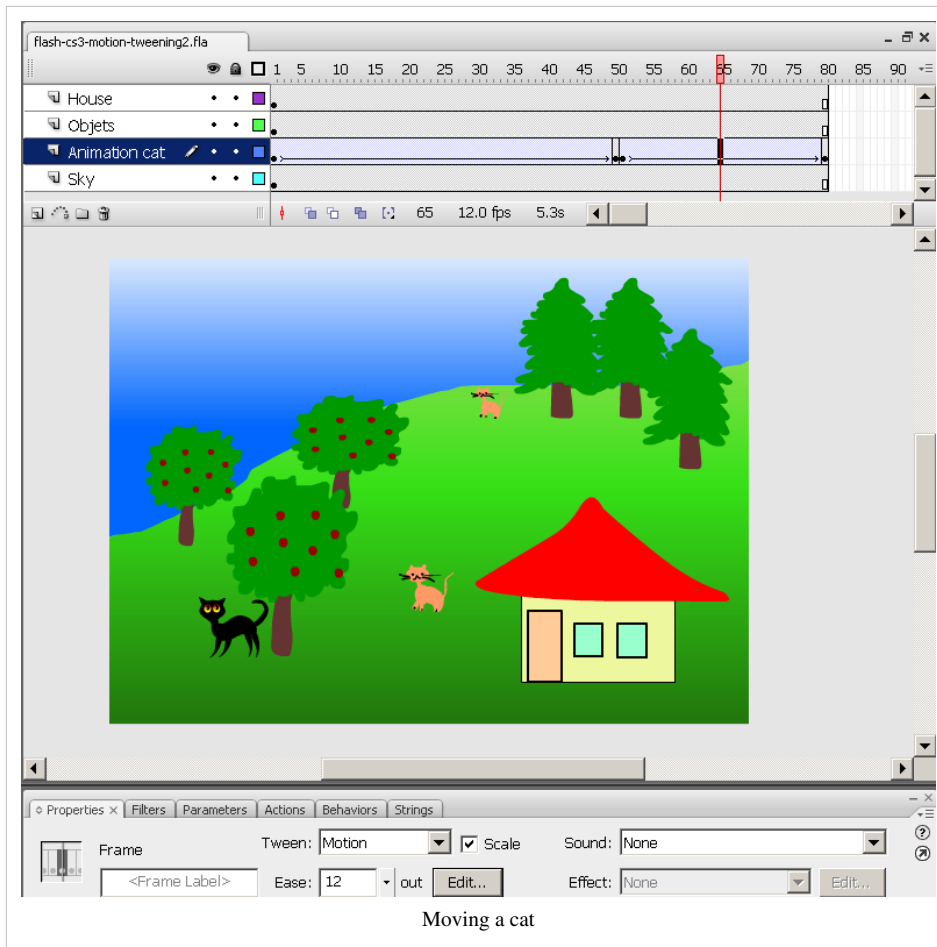 flash-cs3-motion-tweening2.fla
1 5 10 15 20 25 30 35 40 45 50 55 60 65 70 75 80 85 90
House
Objets
Animation cat
Sky
65 12.0 fps 5.3s
Properties × Filters Parameters Actions Behaviors Strings
Frame Tween: Motion Scale Sound: None
<Frame Label> Ease: 12 out Edit... Effect: None Edit...
Moving a cat